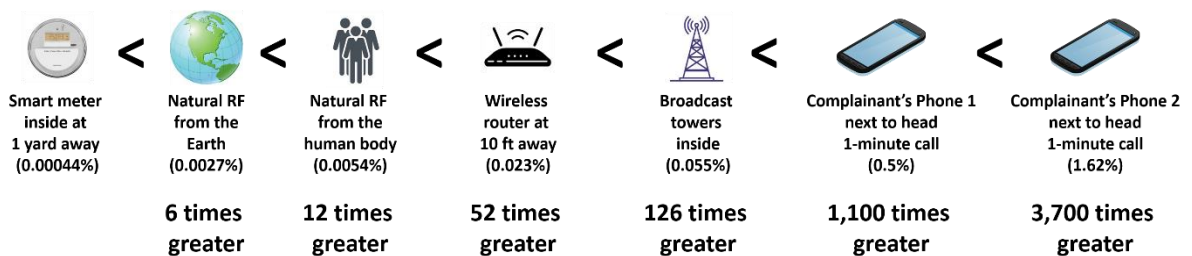 < < < < < <
Smart meter
inside at
1 yard away
(0.00044%)
Natural RF
from the
Earth
(0.0027%)
Natural RF
from the
human body
(0.0054%)
Wireless
router at
10 ft away
(0.023%)
Broadcast
towers
inside
(0.055%)
Complainant's Phone 1
next to head
1-minute call
(0.5%)
Complainant's Phone 2
next to head
1-minute call
(1.62%)
6 times
greater
12 times
greater
52 times
greater
126 times
greater
1,100 times
greater
3,700 times
greater